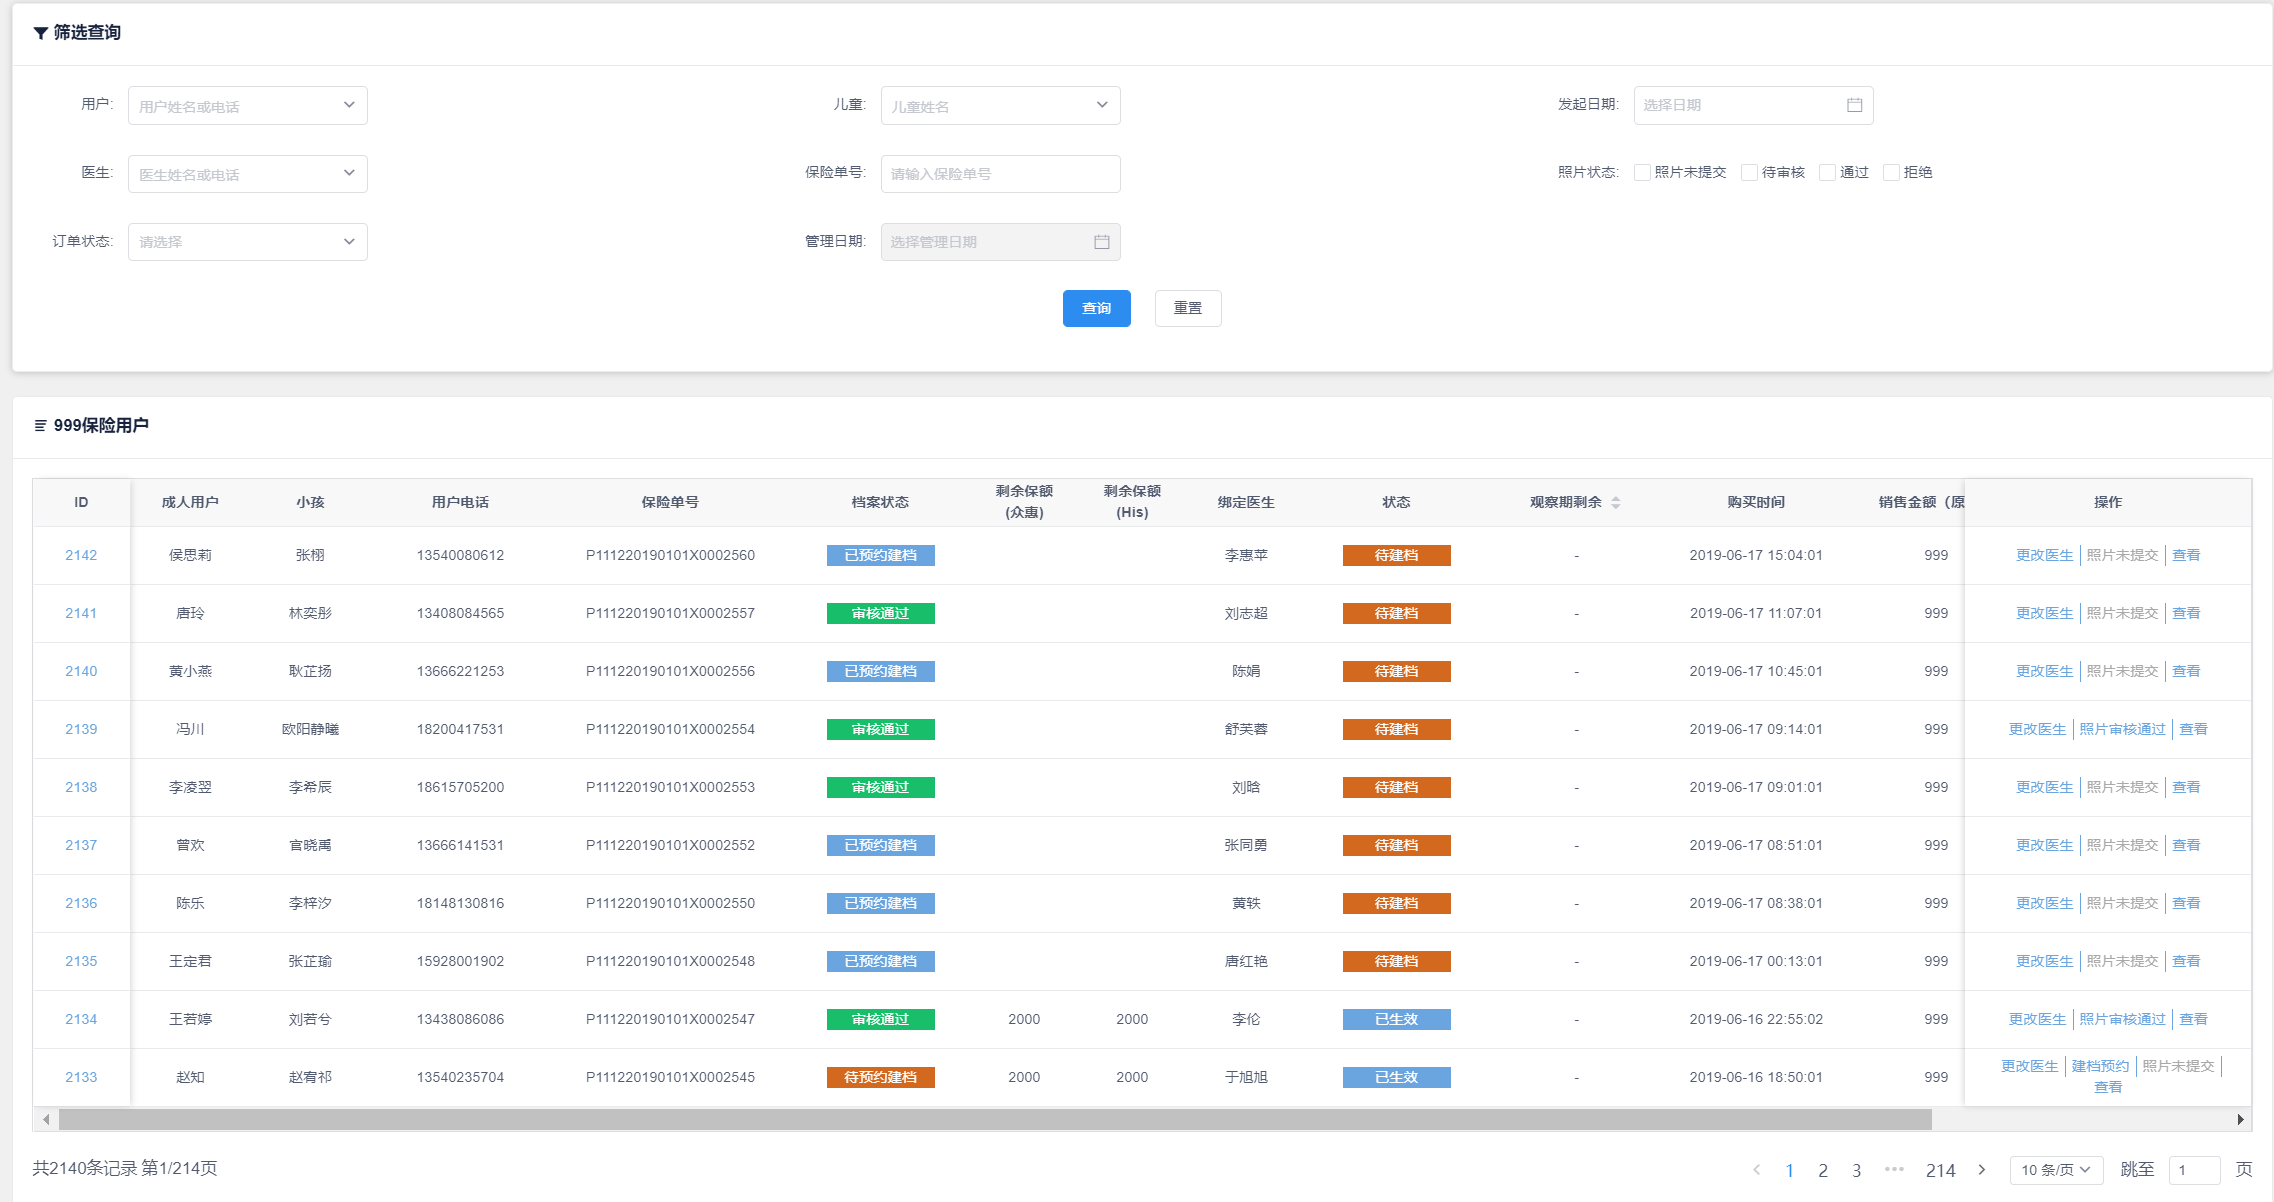 筛选查询
用户: 用户姓名或电话 儿童: 儿童姓名 发起日期: 选择日期
医生: 医生姓名或电话 保险单号: 请输入保险单号 照片状态: 照片未提交 待审核 通过 拒绝
订单状态: 请选择 管理日期: 选择管理日期
查询 重置
999保险用户
ID 成人用户 小孩 用户电话 保险单号 档案状态 剩余保额(众惠) 剩余保额(His) 绑定医生 状态 观察期剩余 购买时间 销售金额（原 操作
2142 侯思莉 张栩 13540080612 P111220190101X0002560 已预约建档 李惠苹 待建档 - 2019-06-17 15:04:01 999 更改医生 照片未提交 查看
2141 唐玲 林奕彤 13408084565 P111220190101X0002557 审核通过 刘志超 待建档 - 2019-06-17 11:07:01 999 更改医生 照片未提交 查看
2140 黄小燕 耿芷扬 13666221253 P111220190101X0002556 已预约建档 陈娟 待建档 - 2019-06-17 10:45:01 999 更改医生 照片未提交 查看
2139 冯川 欧阳静曦 18200417531 P111220190101X0002554 审核通过 舒芙蓉 待建档 - 2019-06-17 09:14:01 999 更改医生 照片审核通过 查看
2138 李凌翌 李希辰 18615705200 P111220190101X0002553 审核通过 刘晗 待建档 - 2019-06-17 09:01:01 999 更改医生 照片未提交 查看
2137 曾欢 官晓禹 13666141531 P111220190101X0002552 已预约建档 张同勇 待建档 - 2019-06-17 08:51:01 999 更改医生 照片未提交 查看
2136 陈乐 李梓汐 18148130816 P111220190101X0002550 已预约建档 黄轶 待建档 - 2019-06-17 08:38:01 999 更改医生 照片未提交 查看
2135 王定君 张芷瑜 15928001902 P111220190101X0002548 已预约建档 唐红艳 待建档 - 2019-06-17 00:13:01 999 更改医生 照片未提交 查看
2134 王若婷 刘若兮 13438086086 P111220190101X0002547 审核通过 2000 2000 李伦 已生效 - 2019-06-16 22:55:02 999 更改医生 照片审核通过 查看
2133 赵知 赵宥祁 13540235704 P111220190101X0002545 待预约建档 2000 2000 于旭旭 已生效 - 2019-06-16 18:50:01 999 更改医生 建档预约 照片未提交 查看
共2140条记录 第1/214页 1 2 3 ••• 214 10 条/页 跳至 1 页